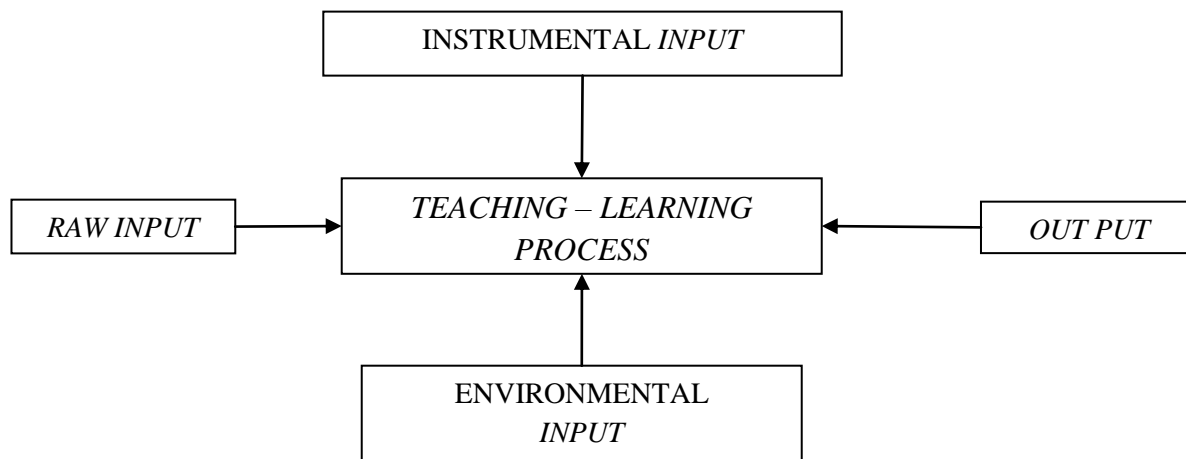 INSTRUMENTAL INPUT
TEACHING – LEARNING
PROCESS
RAW INPUT
OUT PUT
ENVIRONMENTAL
INPUT